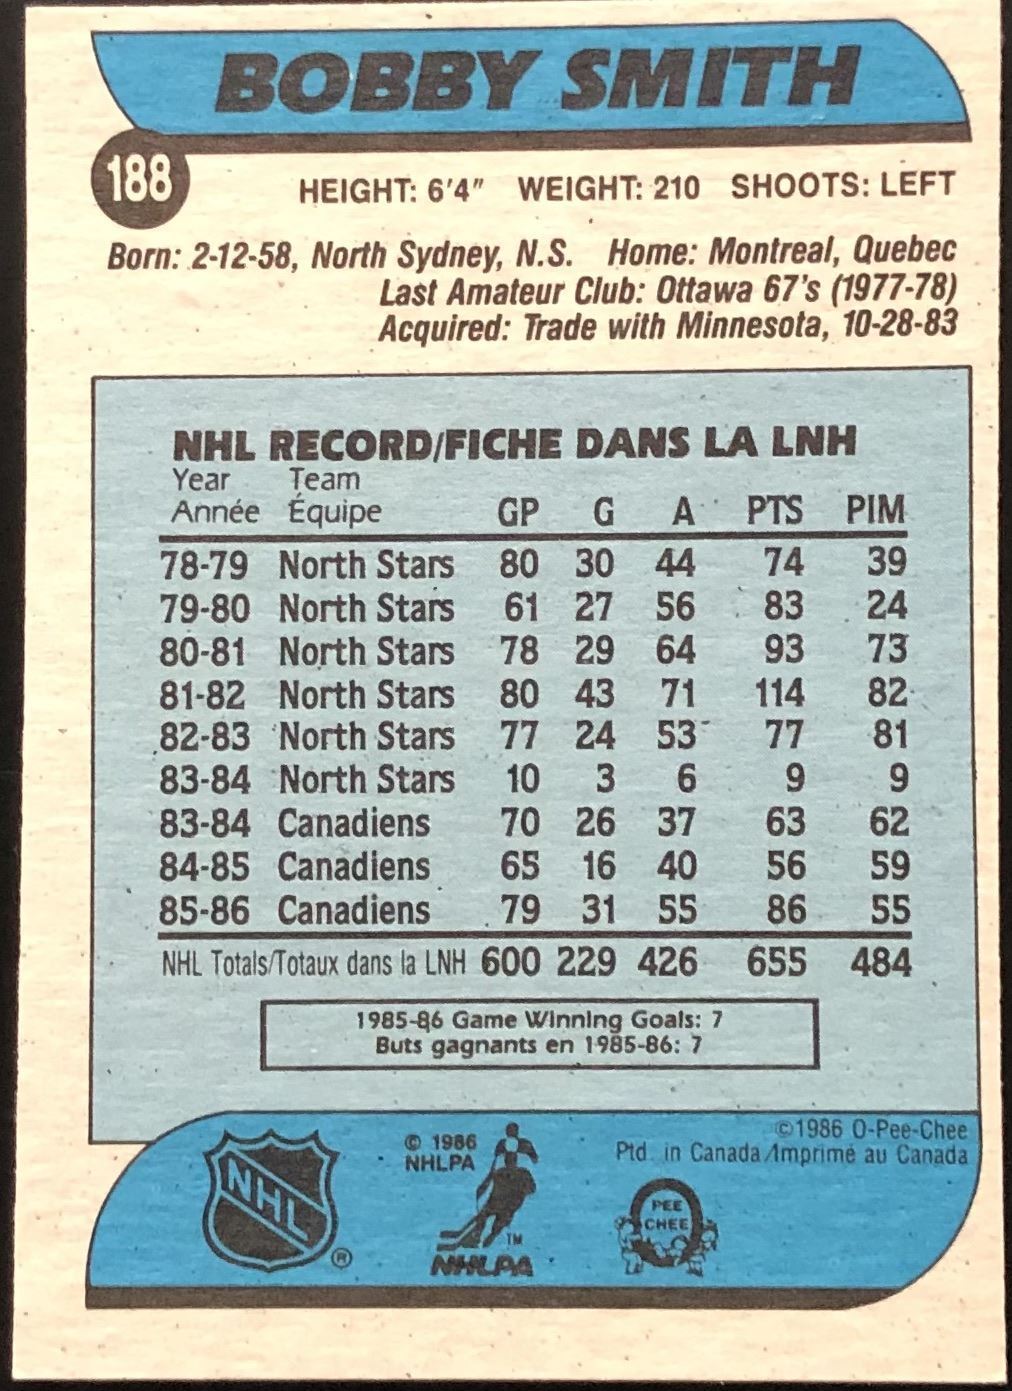 BOBBY SMITH
188
HEIGHT: 6'4" WEIGHT: 210 SHOOTS: LEFT
Born: 2-12-58, North Sydney, N.S. Home: Montreal, Quebec
Last Amateur Club: Ottawa 67's (1977-78)
Acquired: Trade with Minnesota, 10-28-83
NHL RECORD/FICHE DANS LA LNH
Year Team
Année Équipe GP G A PTS PIM
78-79 North Stars 80 30 44 74 39
79-80 North Stars 61 27 56 83 24
80-81 North Stars 78 29 64 93 73
81-82 North Stars 80 43 71 114 82
82-83 North Stars 77 24 53 77 81
83-84 North Stars 10 3 6 9 9
83-84 Canadiens 70 26 37 63 62
84-85 Canadiens 65 16 40 56 59
85-86 Canadiens 79 31 55 86 55
NHL Totals/Totaux dans la LNH 600 229 426 655 484
1985-86 Game Winning Goals: 7
Buts gagnants en 1985-86: 7
©1986 O-Pee-Chee
Ptd. in Canada/Imprimé au Canada
© 1986
NHLPA
NHL
®
TM
NHLPA
PEE
CHEE